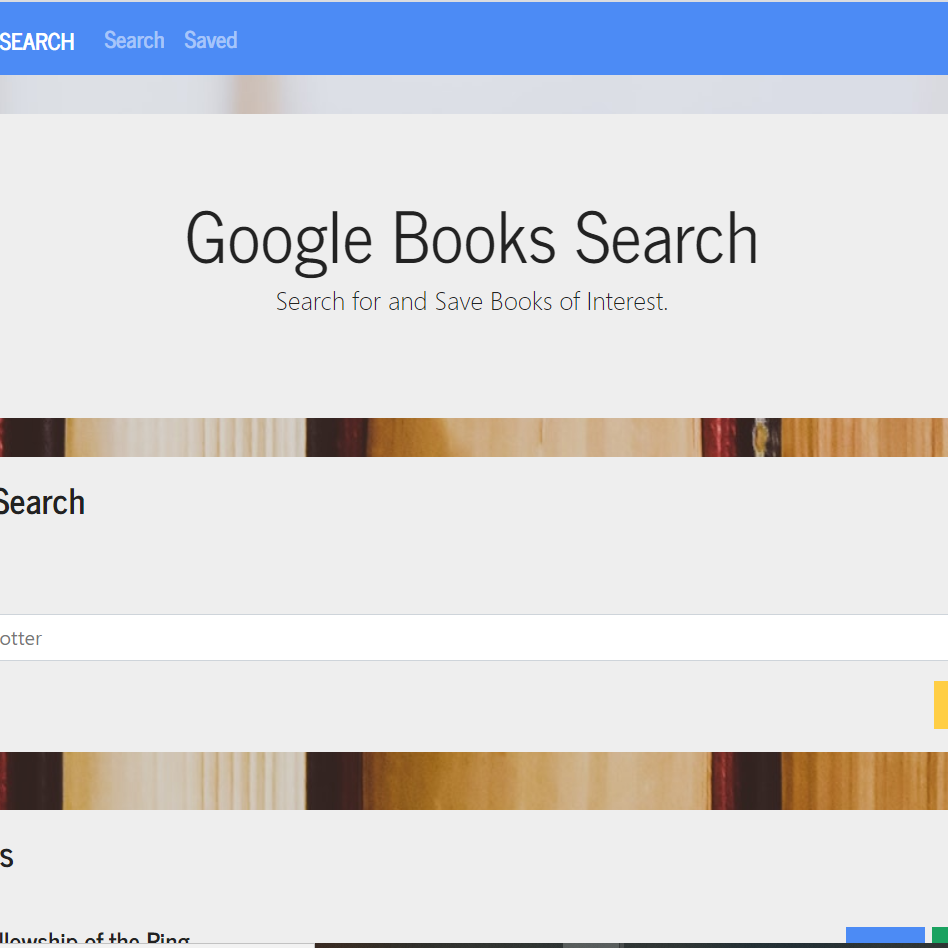 SEARCH Search Saved
Google Books Search
Search for and Save Books of Interest.
Search
otter
s
llowship of the Ring